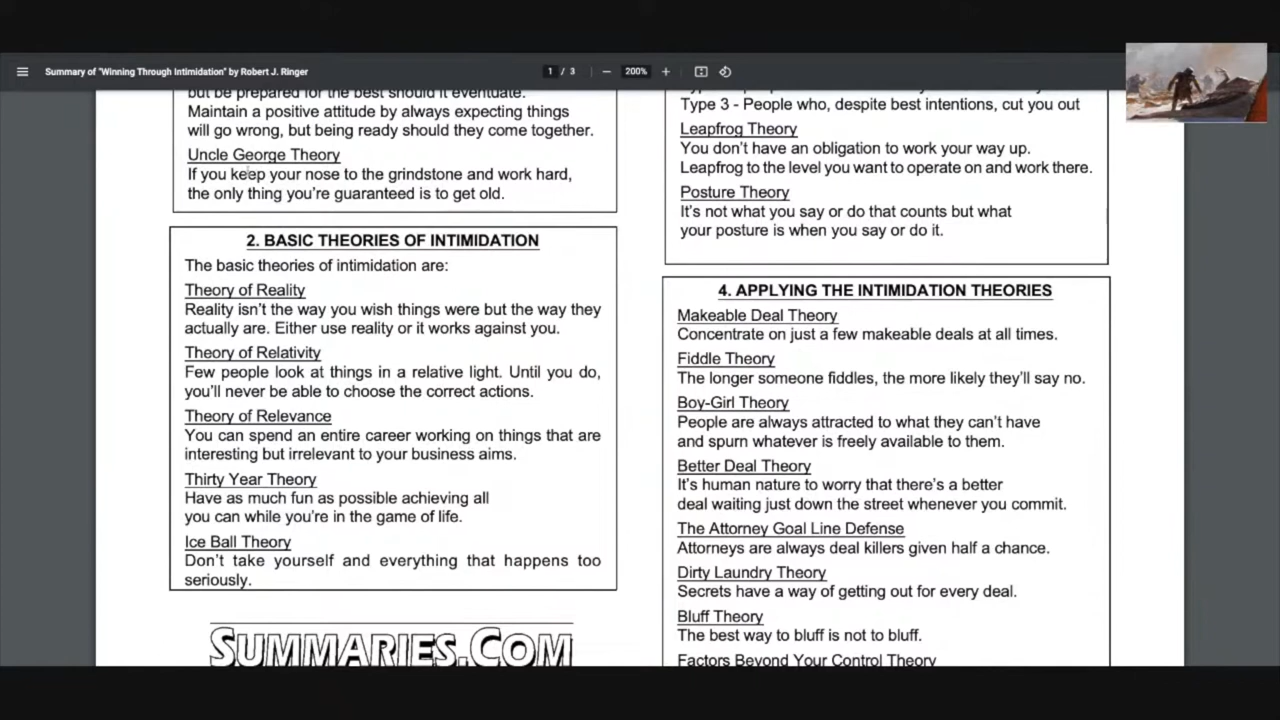 Summary of "Winning Through Intimidation" by Robert J. Ringer
1 / 3
200%
but be prepared for the best should it eventuate.
Maintain a positive attitude by always expecting things
will go wrong, but being ready should they come together.
Uncle George Theory
If you keep your nose to the grindstone and work hard,
the only thing you're guaranteed is to get old.
2. BASIC THEORIES OF INTIMIDATION
The basic theories of intimidation are:
Theory of Reality
Reality isn't the way you wish things were but the way they
actually are. Either use reality or it works against you.
Theory of Relativity
Few people look at things in a relative light. Until you do,
you'll never be able to choose the correct actions.
Theory of Relevance
You can spend an entire career working on things that are
interesting but irrelevant to your business aims.
Thirty Year Theory
Have as much fun as possible achieving all
you can while you're in the game of life.
Ice Ball Theory
Don't take yourself and everything that happens too
seriously.
SUMMARIES.COM
Type 3 - People who, despite best intentions, cut you out
Leapfrog Theory
You don't have an obligation to work your way up.
Leapfrog to the level you want to operate on and work there.
Posture Theory
It's not what you say or do that counts but what
your posture is when you say or do it.
4. APPLYING THE INTIMIDATION THEORIES
Makeable Deal Theory
Concentrate on just a few makeable deals at all times.
Fiddle Theory
The longer someone fiddles, the more likely they'll say no.
Boy-Girl Theory
People are always attracted to what they can't have
and spurn whatever is freely available to them.
Better Deal Theory
It's human nature to worry that there's a better
deal waiting just down the street whenever you commit.
The Attorney Goal Line Defense
Attorneys are always deal killers given half a chance.
Dirty Laundry Theory
Secrets have a way of getting out for every deal.
Bluff Theory
The best way to bluff is not to bluff.
Factors Beyond Your Control Theory